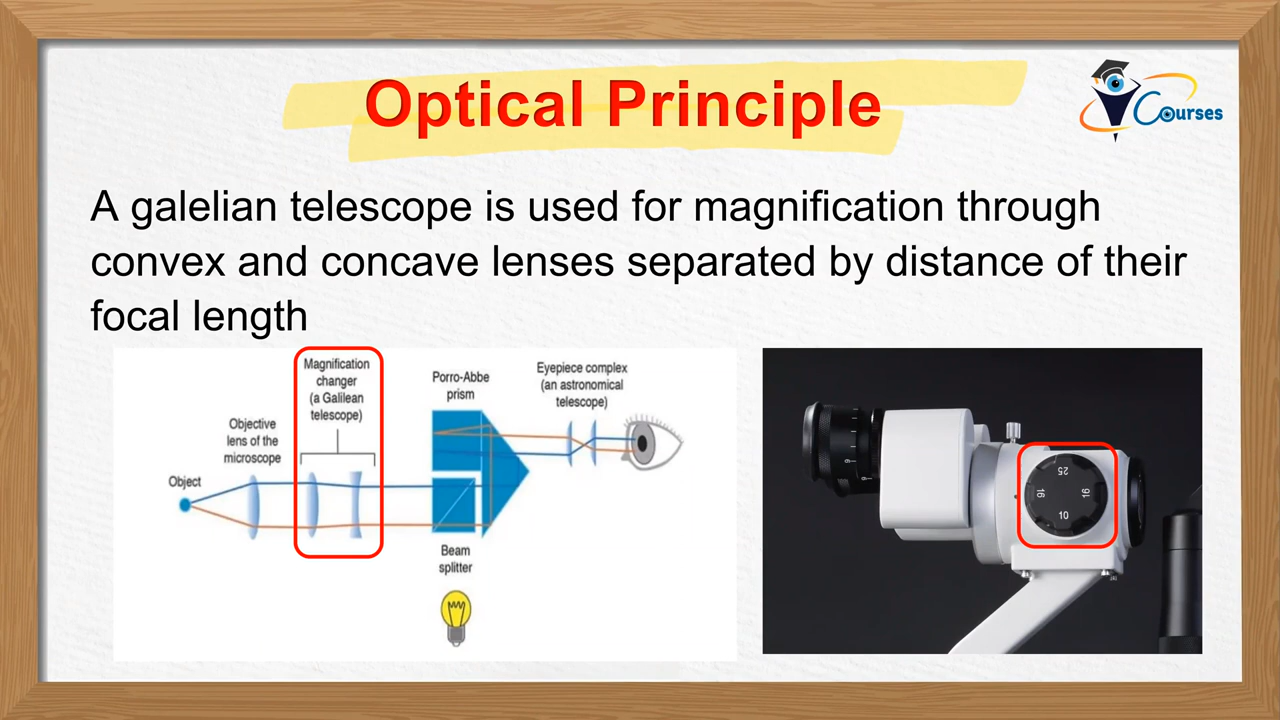 Optical Principle
Courses
A galelian telescope is used for magnification through
convex and concave lenses separated by distance of their
focal length
Magnification
changer
(a Galilean
telescope)
Objective
lens of the
microscope
Object
Porro-Abbe
prism
Eyepiece complex
(an astronomical
telescope)
Beam
splitter
25
16
16
10